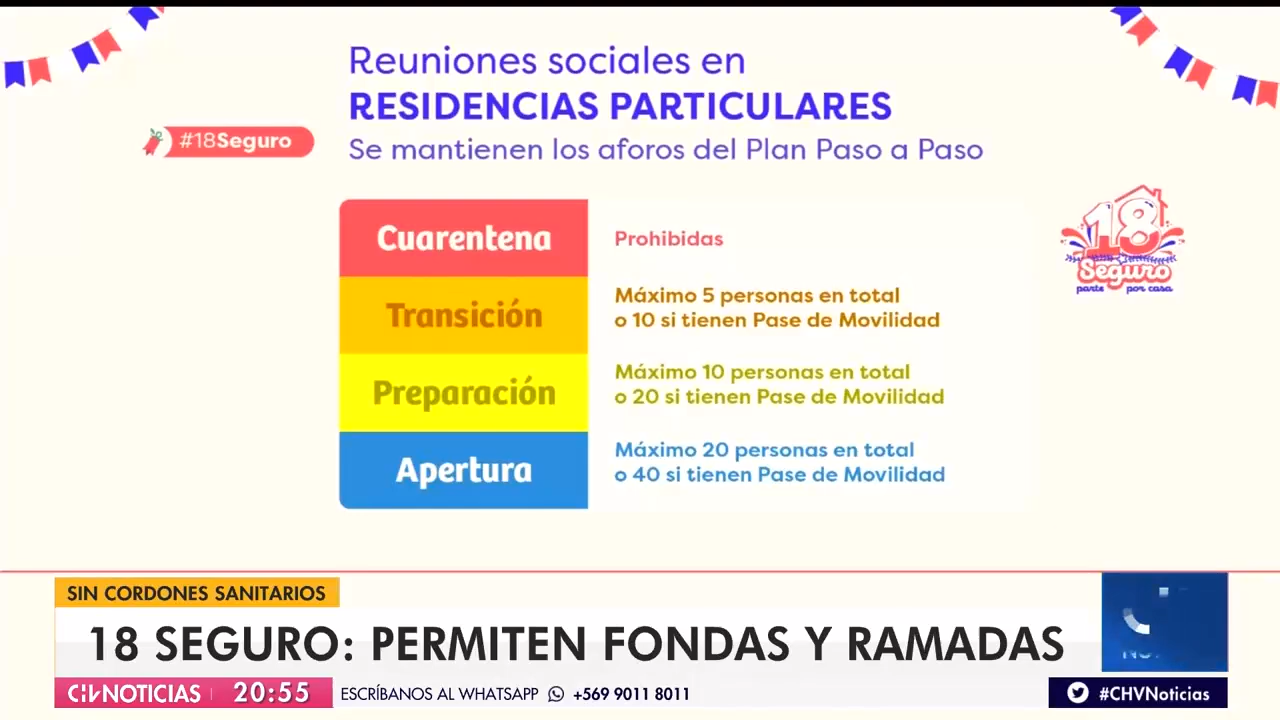 Reuniones sociales en
RESIDENCIAS PARTICULARES
#18Seguro
Se mantienen los aforos del Plan Paso a Paso
Cuarentena
Prohibidas
Transición
Máximo 5 personas en total
o 10 si tienen Pase de Movilidad
Preparación
Máximo 10 personas en total
o 20 si tienen Pase de Movilidad
Apertura
Máximo 20 personas en total
o 40 si tienen Pase de Movilidad
18
Seguro
parte por casa
SIN CORDONES SANITARIOS
18 SEGURO: PERMITEN FONDAS Y RAMADAS
CHV NOTICIAS 20:55 ESCRÍBANOS AL WHATSAPP +569 9011 8011
#CHVNoticias